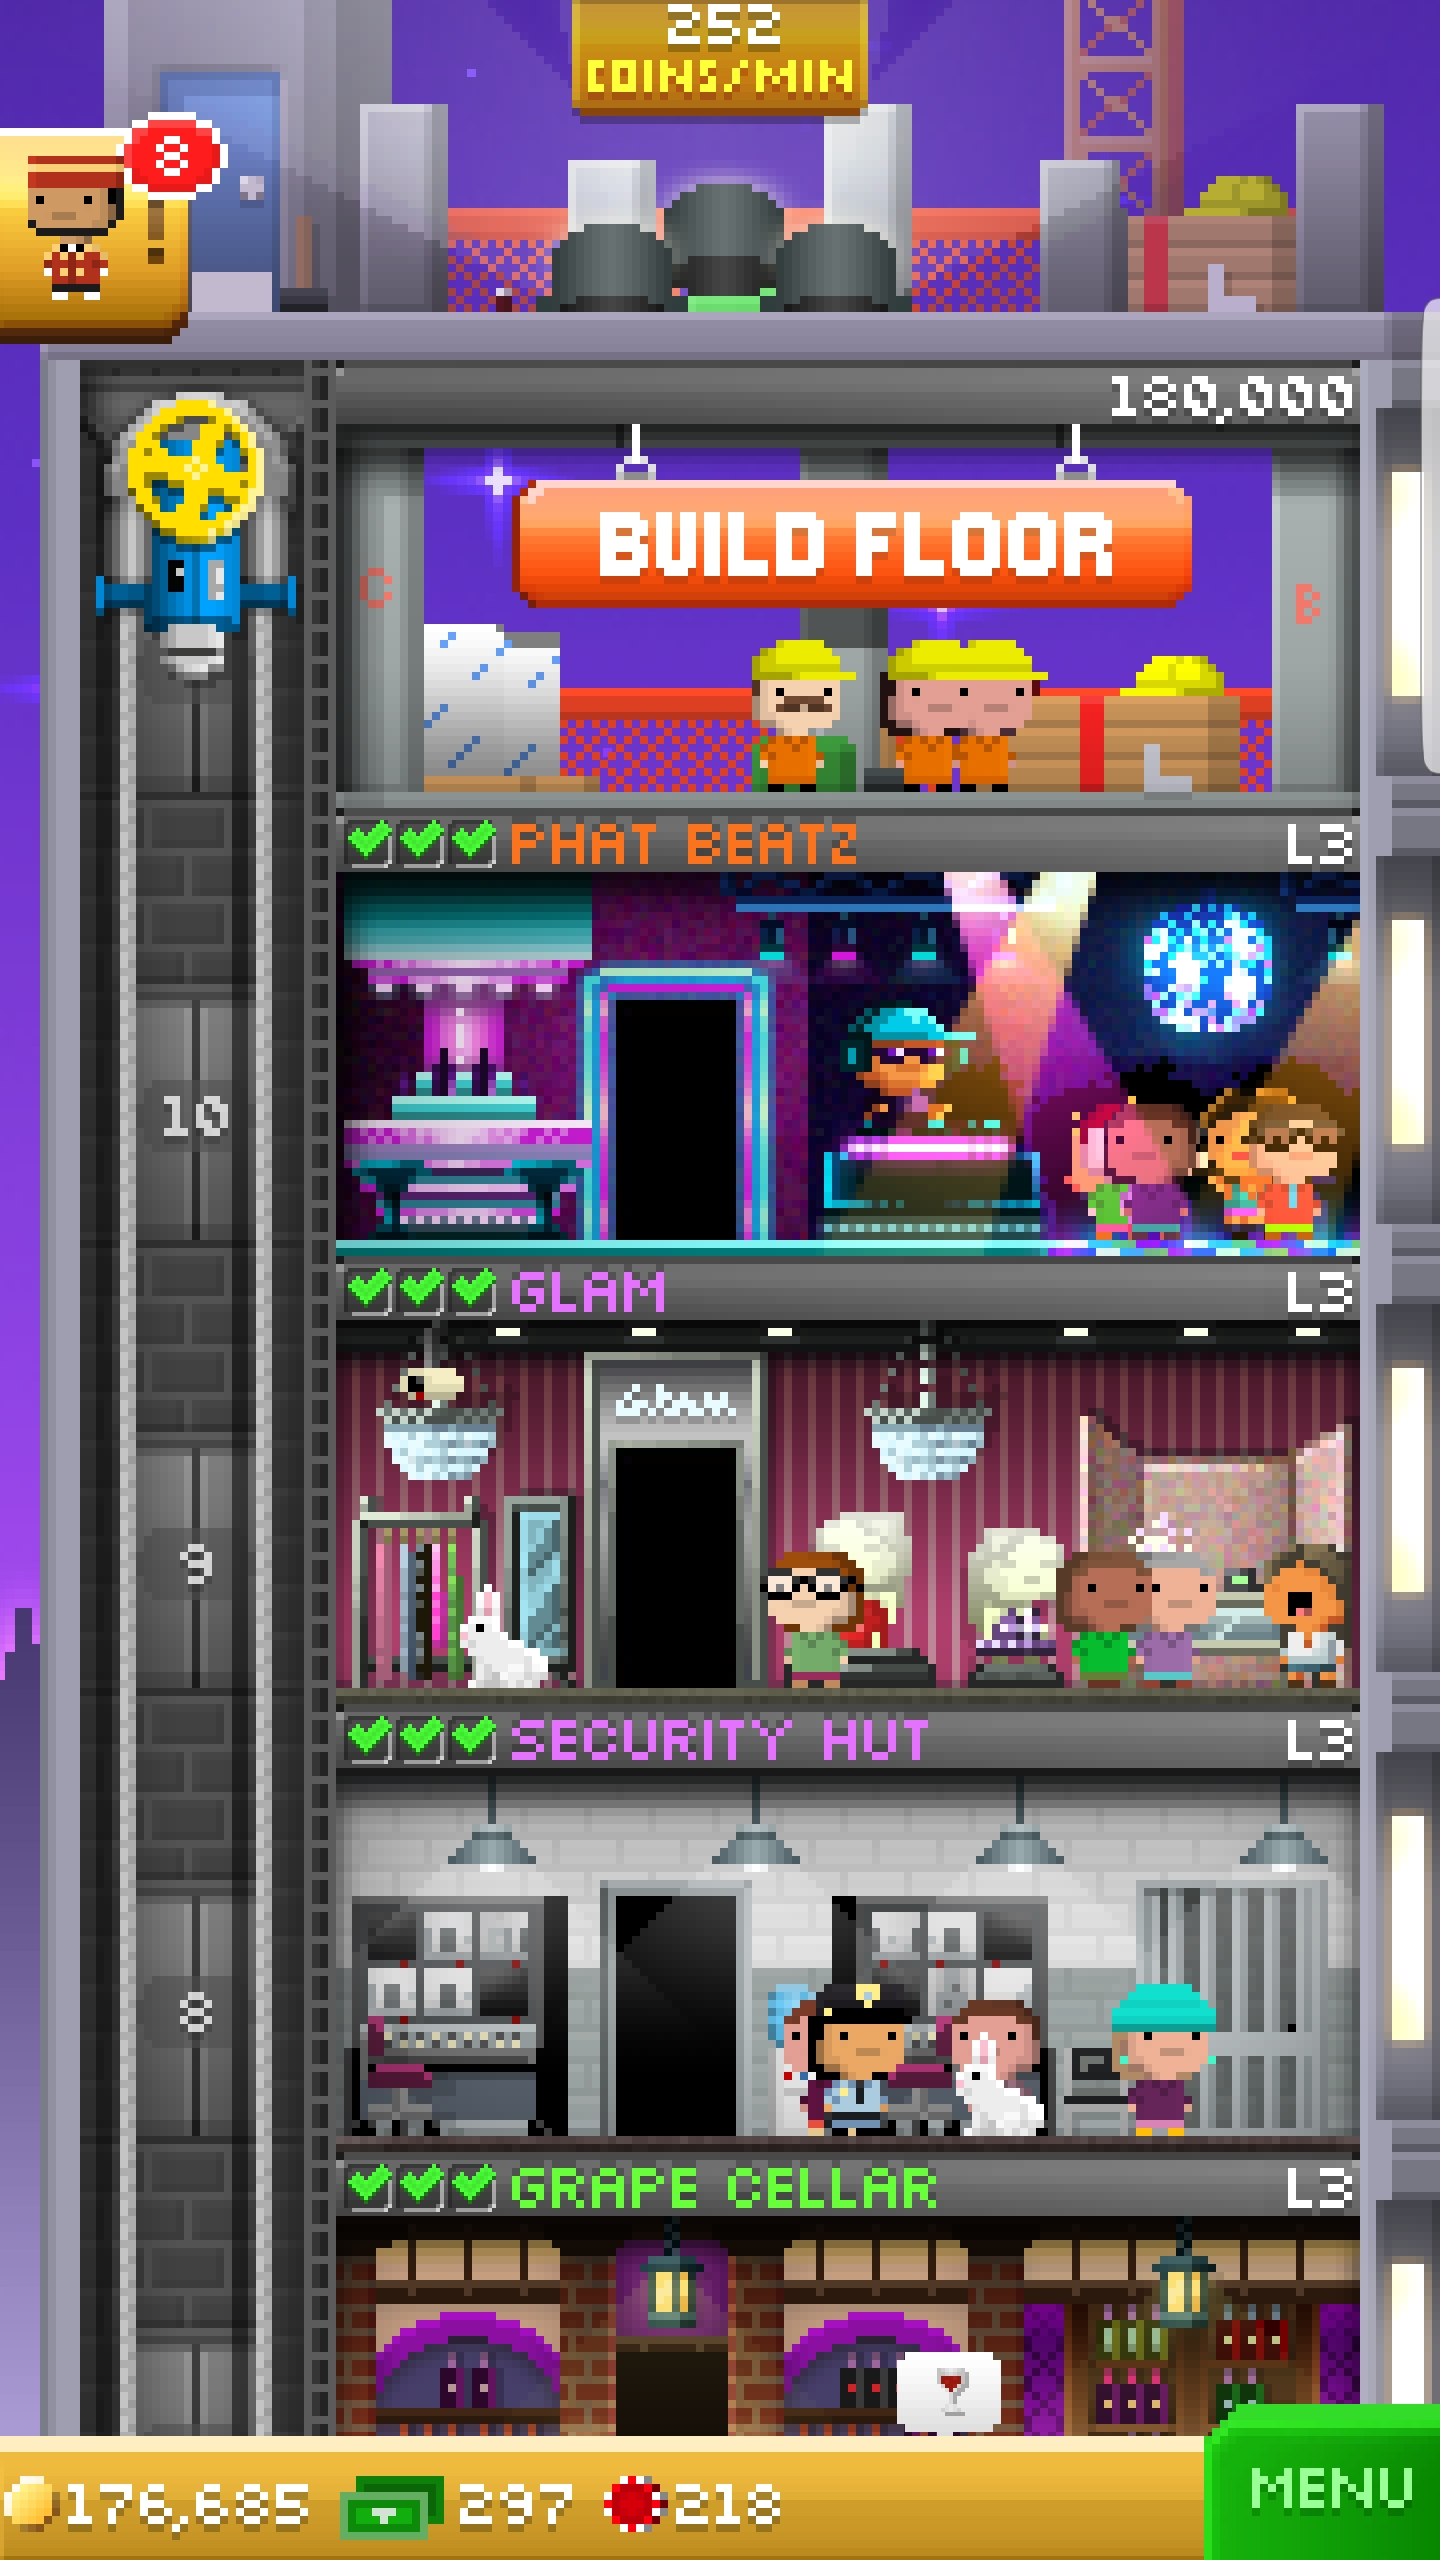 252
COINS/MIN
8
180,000
BUILD FLOOR
C
B
PHAT BEATZ L3
10
GLAM L3
Glam
9
SECURITY HUT L3
8
GRAPE CELLAR L3
176,685 297 218
MENU